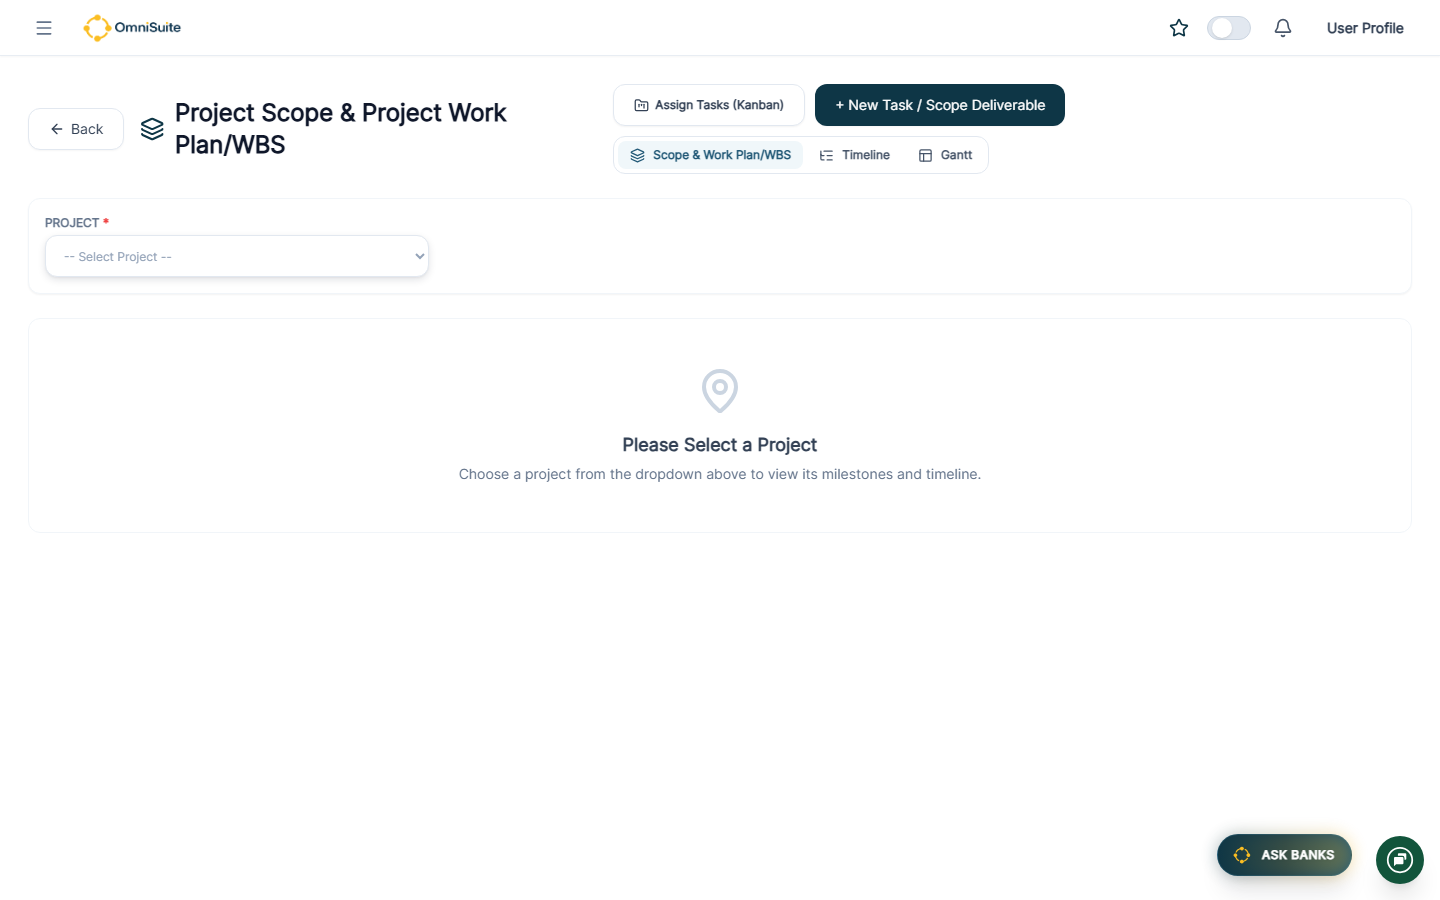 OmniSuite
User Profile
Back
Project Scope & Project Work
Plan/WBS
Assign Tasks (Kanban)
+ New Task / Scope Deliverable
Scope & Work Plan/WBS
Timeline
Gantt
PROJECT *
-- Select Project --
Please Select a Project
Choose a project from the dropdown above to view its milestones and timeline.
ASK BANKS